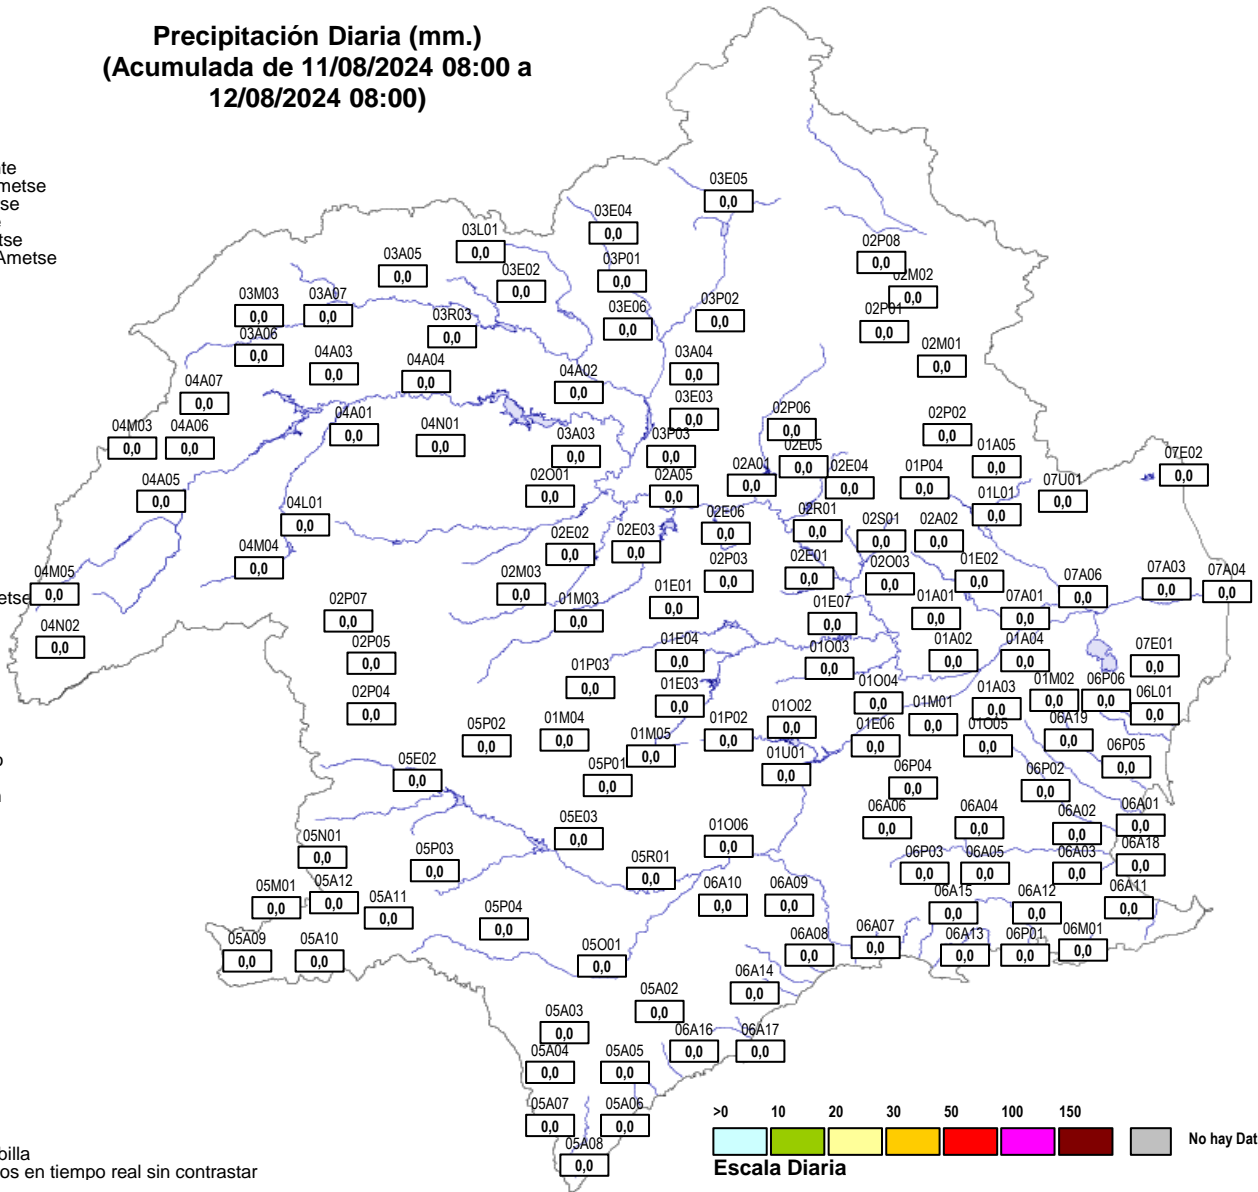 Precipitación Diaria (mm.)
(Acumulada de 11/08/2024 08:00 a
12/08/2024 08:00)
03E05
0,0
03E04
0,0
03L01
0,0
03A05
0,0
03P01
0,0
03E02
0,0
02P08
0,0
02M02
0,0
03M03
0,0
03A07
0,0
03R03
0,0
03E06
0,0
03P02
0,0
02P01
0,0
03A06
0,0
04A03
0,0
04A04
0,0
04A02
0,0
03A04
0,0
02M01
0,0
04A07
0,0
03E03
0,0
04M03
0,0
04A06
0,0
04A01
0,0
04N01
0,0
03A03
0,0
03P03
0,0
02P06
0,0
02P02
0,0
02E05
0,0
01A05
0,0
07E02
0,0
04A05
0,0
02O01
0,0
02A05
0,0
02A01
0,0
02E04
0,0
01P04
0,0
07U01
0,0
01L01
0,0
04L01
0,0
02E06
0,0
02R01
0,0
02S01
0,0
02A02
0,0
04M04
0,0
02E02
0,0
02E03
0,0
02P03
0,0
02E01
0,0
02O03
0,0
01E02
0,0
04M05
0,0
02M03
0,0
07A06
0,0
07A03
0,0
07A04
0,0
02P07
0,0
01M03
0,0
01E01
0,0
01E07
0,0
01A01
0,0
07A01
0,0
04N02
0,0
02P05
0,0
01E04
0,0
01O03
0,0
01A02
0,0
01A04
0,0
07E01
0,0
01P03
0,0
01E03
0,0
01O04
0,0
01A03
0,0
01M02
0,0
06P06
0,0
06L01
0,0
02P04
0,0
05P02
0,0
01M04
0,0
01M05
0,0
01P02
0,0
01O02
0,0
01E06
0,0
01M01
0,0
01O05
0,0
06A19
0,0
06P05
0,0
05E02
0,0
05P01
0,0
01U01
0,0
06P04
0,0
06P02
0,0
05E03
0,0
01O06
0,0
06A06
0,0
06A04
0,0
06A02
0,0
06A01
0,0
05N01
0,0
05P03
0,0
05R01
0,0
06P03
0,0
06A05
0,0
06A03
0,0
06A18
0,0
05M01
0,0
05A12
0,0
05A11
0,0
06A10
0,0
06A09
0,0
06A15
0,0
06A12
0,0
06A11
0,0
05A09
0,0
05A10
0,0
05P04
0,0
05O01
0,0
06A08
0,0
06A07
0,0
06A13
0,0
06P01
0,0
06M01
0,0
06A14
0,0
05A02
0,0
05A03
0,0
06A16
0,0
06A17
0,0
05A04
0,0
05A05
0,0
05A07
0,0
05A06
0,0
05A08
0,0
>0 10 20 30 50 100 150
No hay Dat
Escala Diaria
billa
os en tiempo real sin contrastar